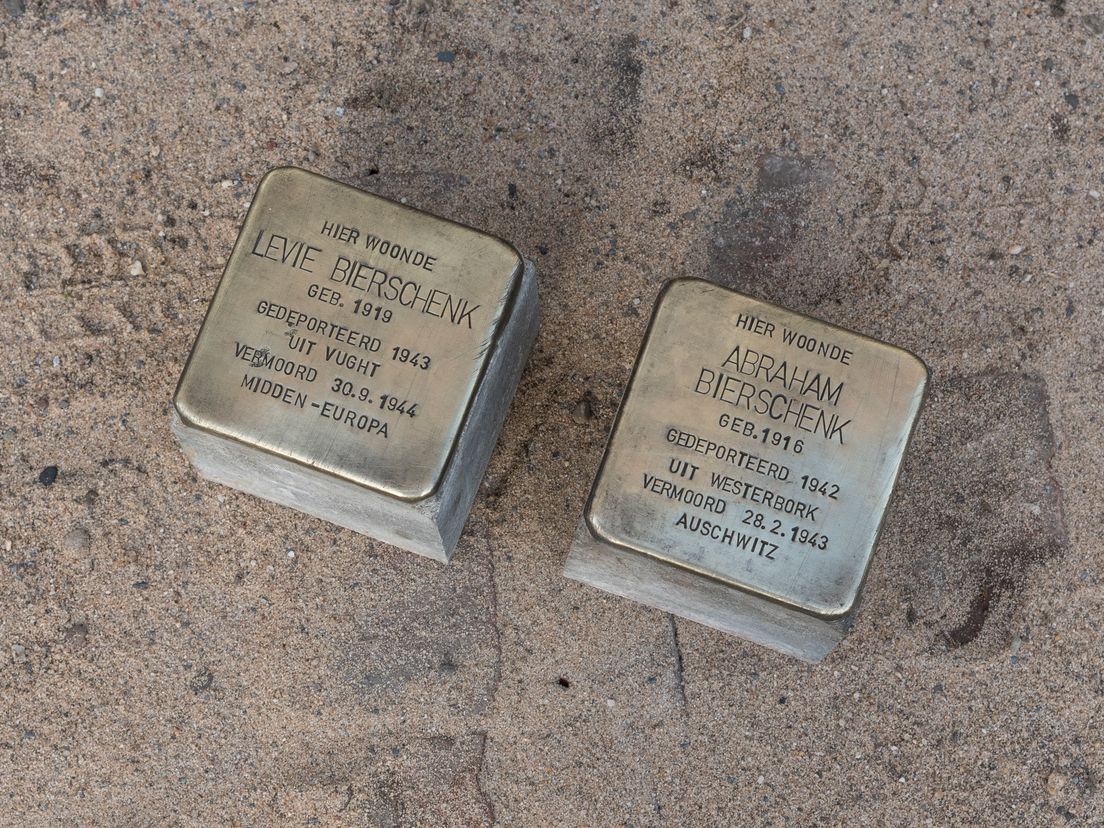 HIER WOONDE
LEVIE BIERSCHENK
GEB. 1919
GEDEPORTEERD 1943
UIT VUGHT
VERMOORD 30.9.1944
MIDDEN-EUROPA
HIER WOONDE
ABRAHAM
BIERSCHENK
GEB.1916
GEDEPORTEERD 1942
UIT WESTERBORK
VERMOORD 28.2.1943
AUSCHWITZ